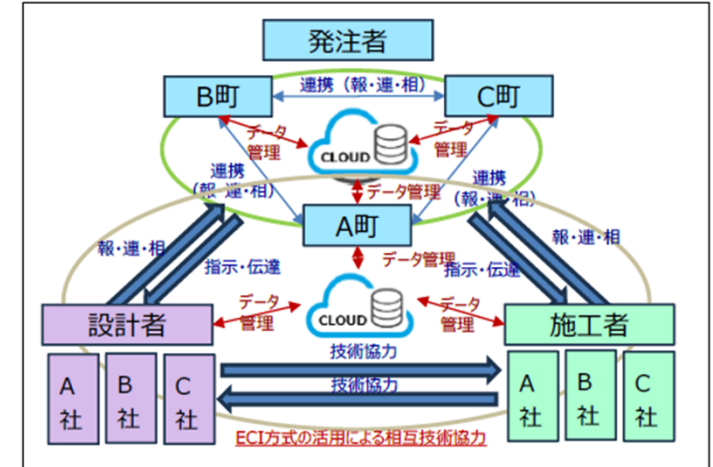 発注者
B町
連携(報・連・相)
C町
データ
管理
CLOUD
データ
管理
連携
(報・連・相)
データ管理
連携
(報・連・相)
A町
報・連・相
指示・伝達
データ管理
指示・伝達
報・連・相
設計者
データ
管理
CLOUD
データ
管理
施工者
技術協力
技術協力
A
社
B
社
C
社
A
社
B
社
C
社
ECI方式の活用による相互技術協力